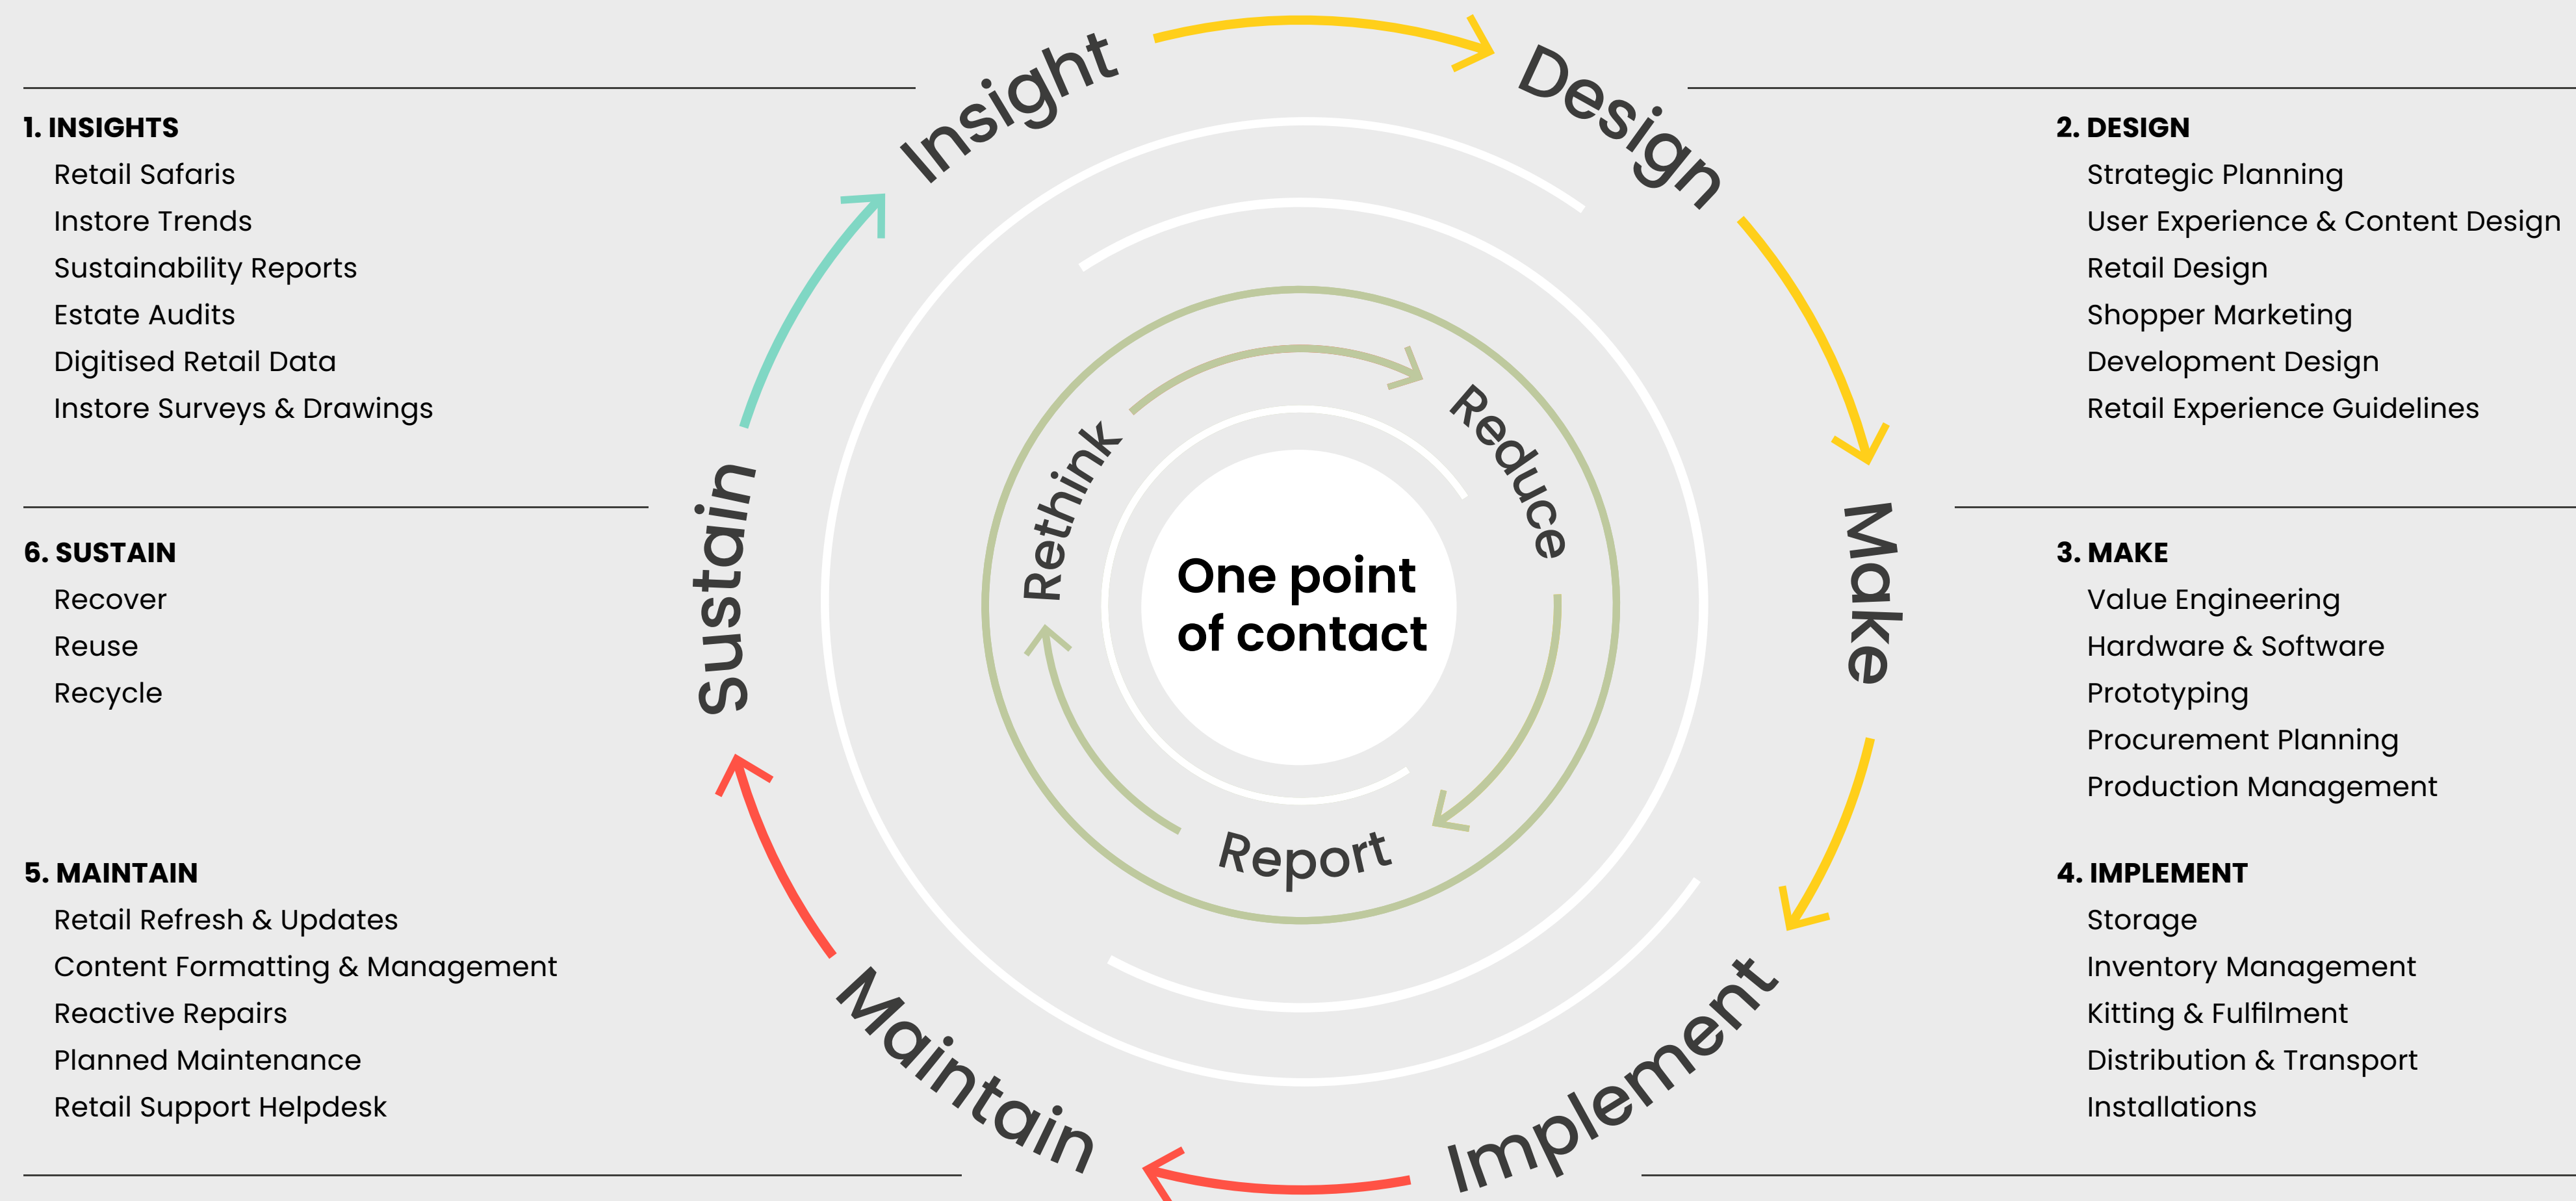 Insight
Design
Make
Implement
Maintain
Sustain
Rethink
Reduce
Report
One point
of contact
1. INSIGHTS
Retail Safaris
Instore Trends
Sustainability Reports
Estate Audits
Digitised Retail Data
Instore Surveys & Drawings
2. DESIGN
Strategic Planning
User Experience & Content Design
Retail Design
Shopper Marketing
Development Design
Retail Experience Guidelines
3. MAKE
Value Engineering
Hardware & Software
Prototyping
Procurement Planning
Production Management
4. IMPLEMENT
Storage
Inventory Management
Kitting & Fulfilment
Distribution & Transport
Installations
5. MAINTAIN
Retail Refresh & Updates
Content Formatting & Management
Reactive Repairs
Planned Maintenance
Retail Support Helpdesk
6. SUSTAIN
Recover
Reuse
Recycle